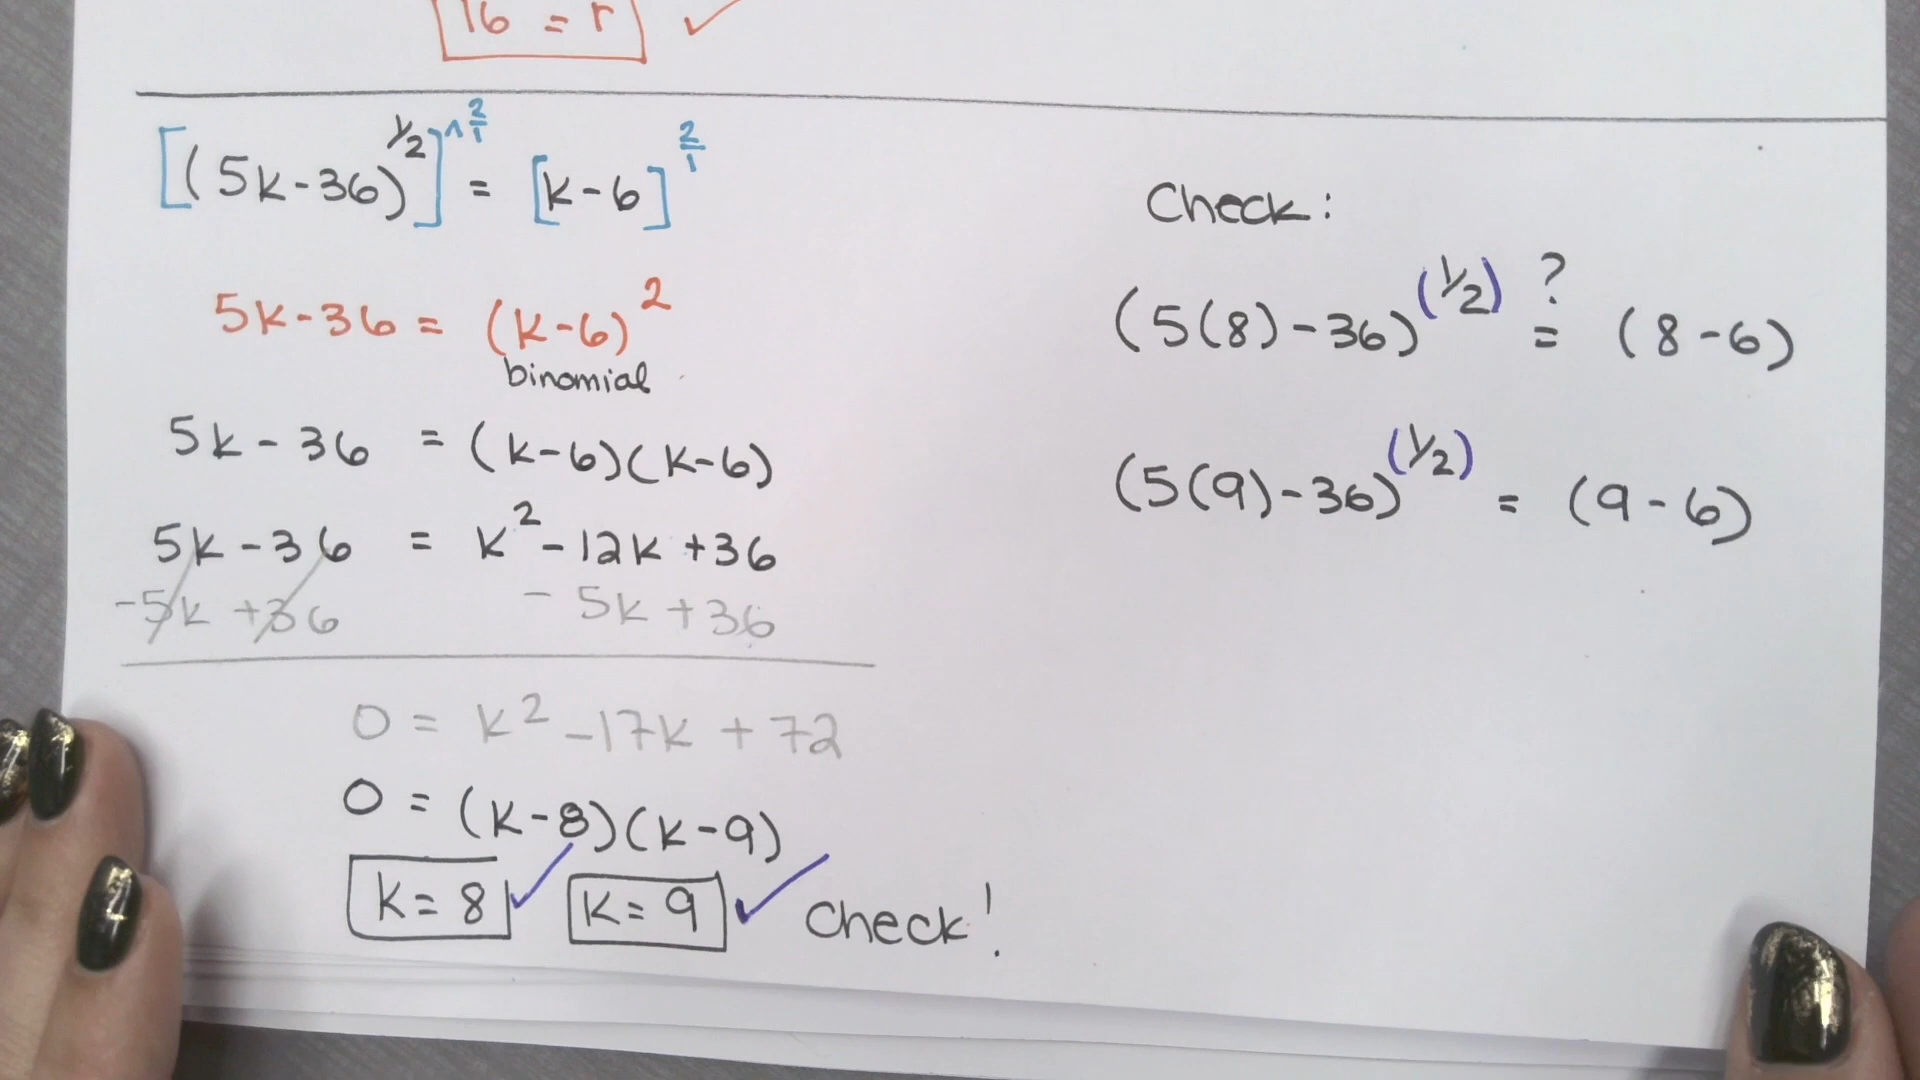 16 = r ✓
[(5k-36)^1/2]^2/1 = [k-6]^2/1
5k-36 = (k-6)^2
binomial
5k - 36 = (k-6)(k-6)
5k - 36 = k^2 - 12k + 36
-5k +36 - 5k + 36
0 = k^2 - 17k + 72
0 = (k-8)(k-9)
k = 8 ✓ k = 9 ✓ Check!
Check:
(5(8) - 36)^(1/2) ?= (8-6)
(5(9) - 36)^(1/2) = (9-6)